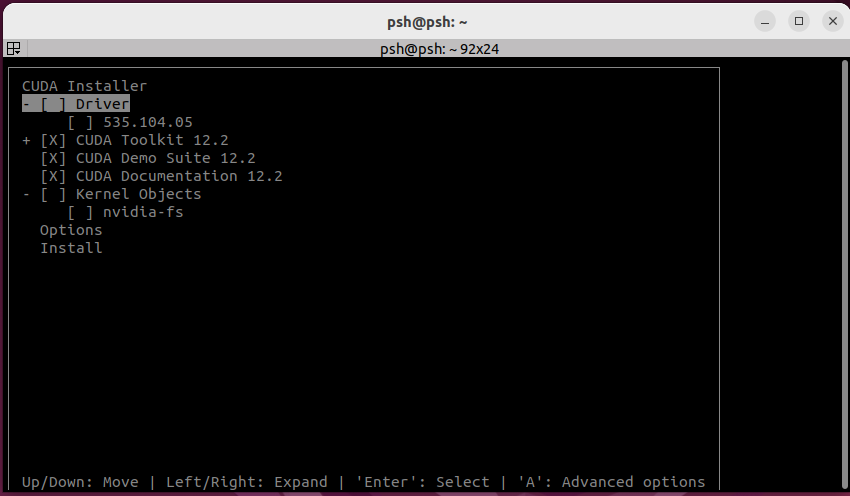 psh@psh: ~
psh@psh: ~ 92x24
CUDA Installer
- [ ] Driver
[ ] 535.104.05
+ [X] CUDA Toolkit 12.2
[X] CUDA Demo Suite 12.2
[X] CUDA Documentation 12.2
- [ ] Kernel Objects
[ ] nvidia-fs
Options
Install
Up/Down: Move | Left/Right: Expand | 'Enter': Select | 'A': Advanced options